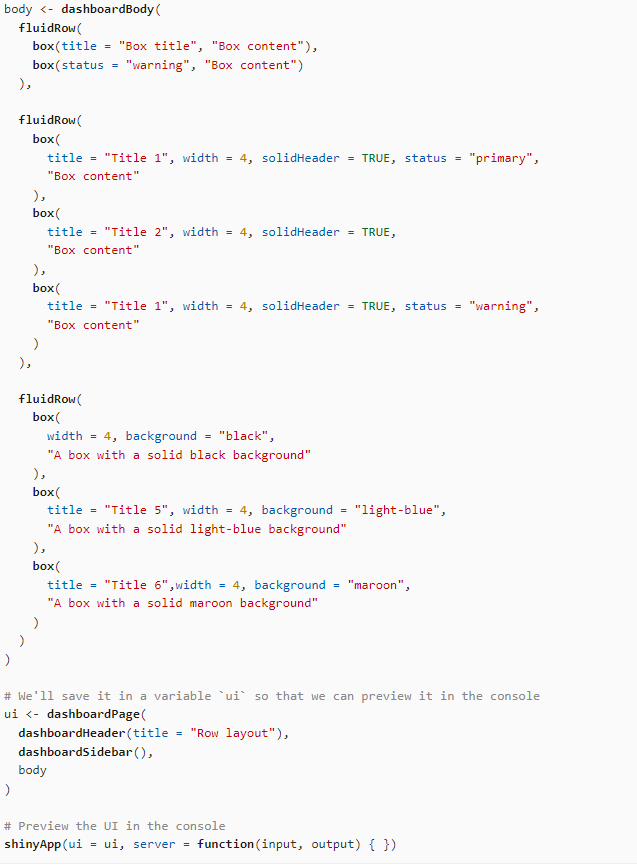 body <- dashboardBody(
  fluidRow(
    box(title = "Box title", "Box content"),
    box(status = "warning", "Box content")
  ),

  fluidRow(
    box(
      title = "Title 1", width = 4, solidHeader = TRUE, status = "primary",
      "Box content"
    ),
    box(
      title = "Title 2", width = 4, solidHeader = TRUE,
      "Box content"
    ),
    box(
      title = "Title 1", width = 4, solidHeader = TRUE, status = "warning",
      "Box content"
    )
  ),

  fluidRow(
    box(
      width = 4, background = "black",
      "A box with a solid black background"
    ),
    box(
      title = "Title 5", width = 4, background = "light-blue",
      "A box with a solid light-blue background"
    ),
    box(
      title = "Title 6",width = 4, background = "maroon",
      "A box with a solid maroon background"
    )
  )
)

# We'll save it in a variable `ui` so that we can preview it in the console
ui <- dashboardPage(
  dashboardHeader(title = "Row layout"),
  dashboardSidebar(),
  body
)

# Preview the UI in the console
shinyApp(ui = ui, server = function(input, output) { })